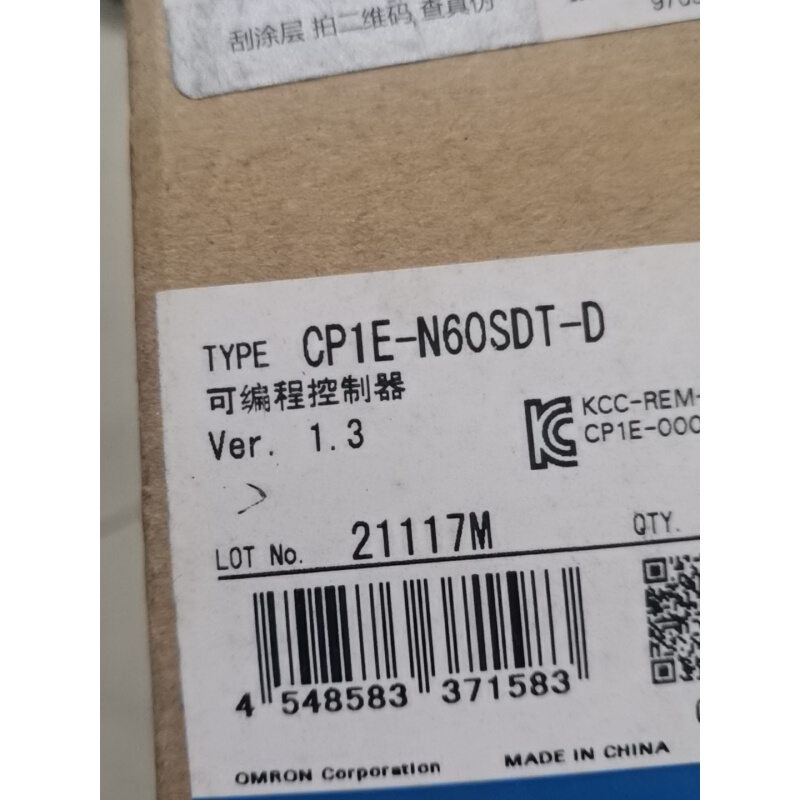 刮涂层 拍二维码,查真伪
TYPE CP1E-N60SDT-D
可编程控制器
Ver. 1.3
KCC-REM-
CP1E-000
LOT No. 21117M
QTY.
4 548583 371583
OMRON Corporation
MADE IN CHINA